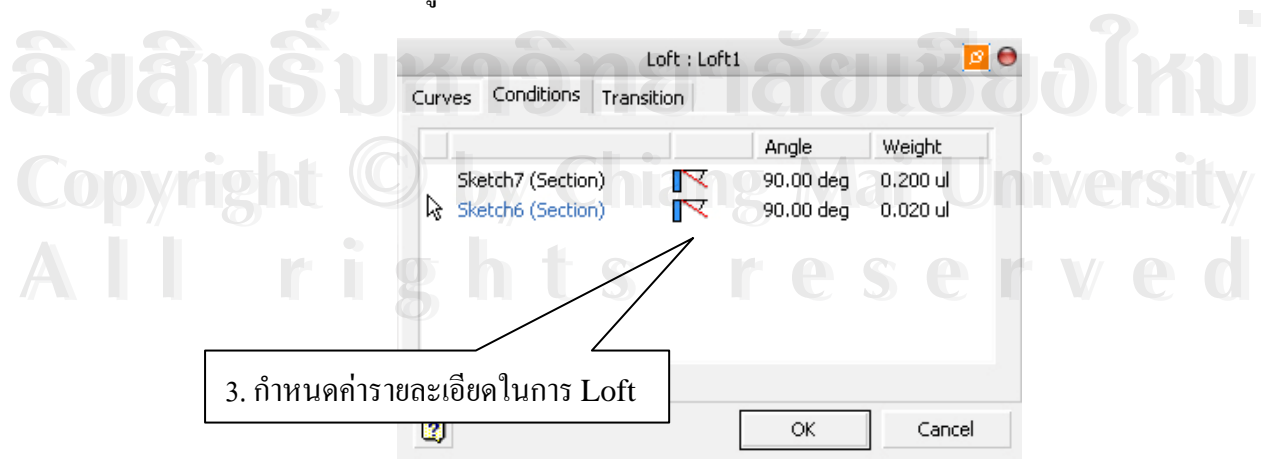 Loft : Loft1
ลิขสิทธิ์มหาวิทยาลัยเชียงใหม่
Curves Conditions Transition
Angle Weight
Copyright © by Chiang Mai University
Sketch7 (Section) 90.00 deg 0.200 ul
Sketch6 (Section) 90.00 deg 0.020 ul
All rights reserved
3. กำหนดค่ารายละเอียดในการ Loft
OK Cancel